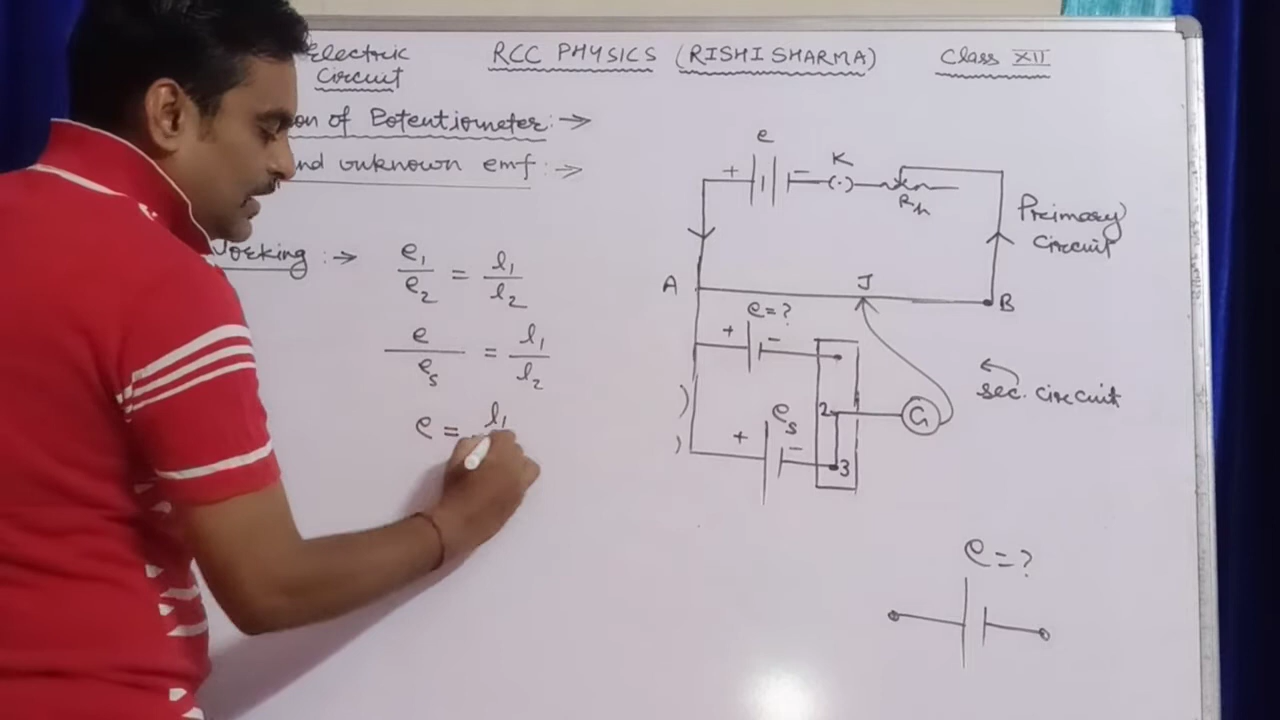 Electric
Circuit
RCC PHYSICS (RISHI SHARMA)
Class XII
on of Potentiometer :→
nd unknown emf :→
Working :→
e1/e2 = l1/l2
e/es = l1/l2
e = l1
e
+ -
K
Rh
Preimary
Circuit
A
J
B
e=?
+ -
sec. circuit
2
G
es
+ -
3
e=?